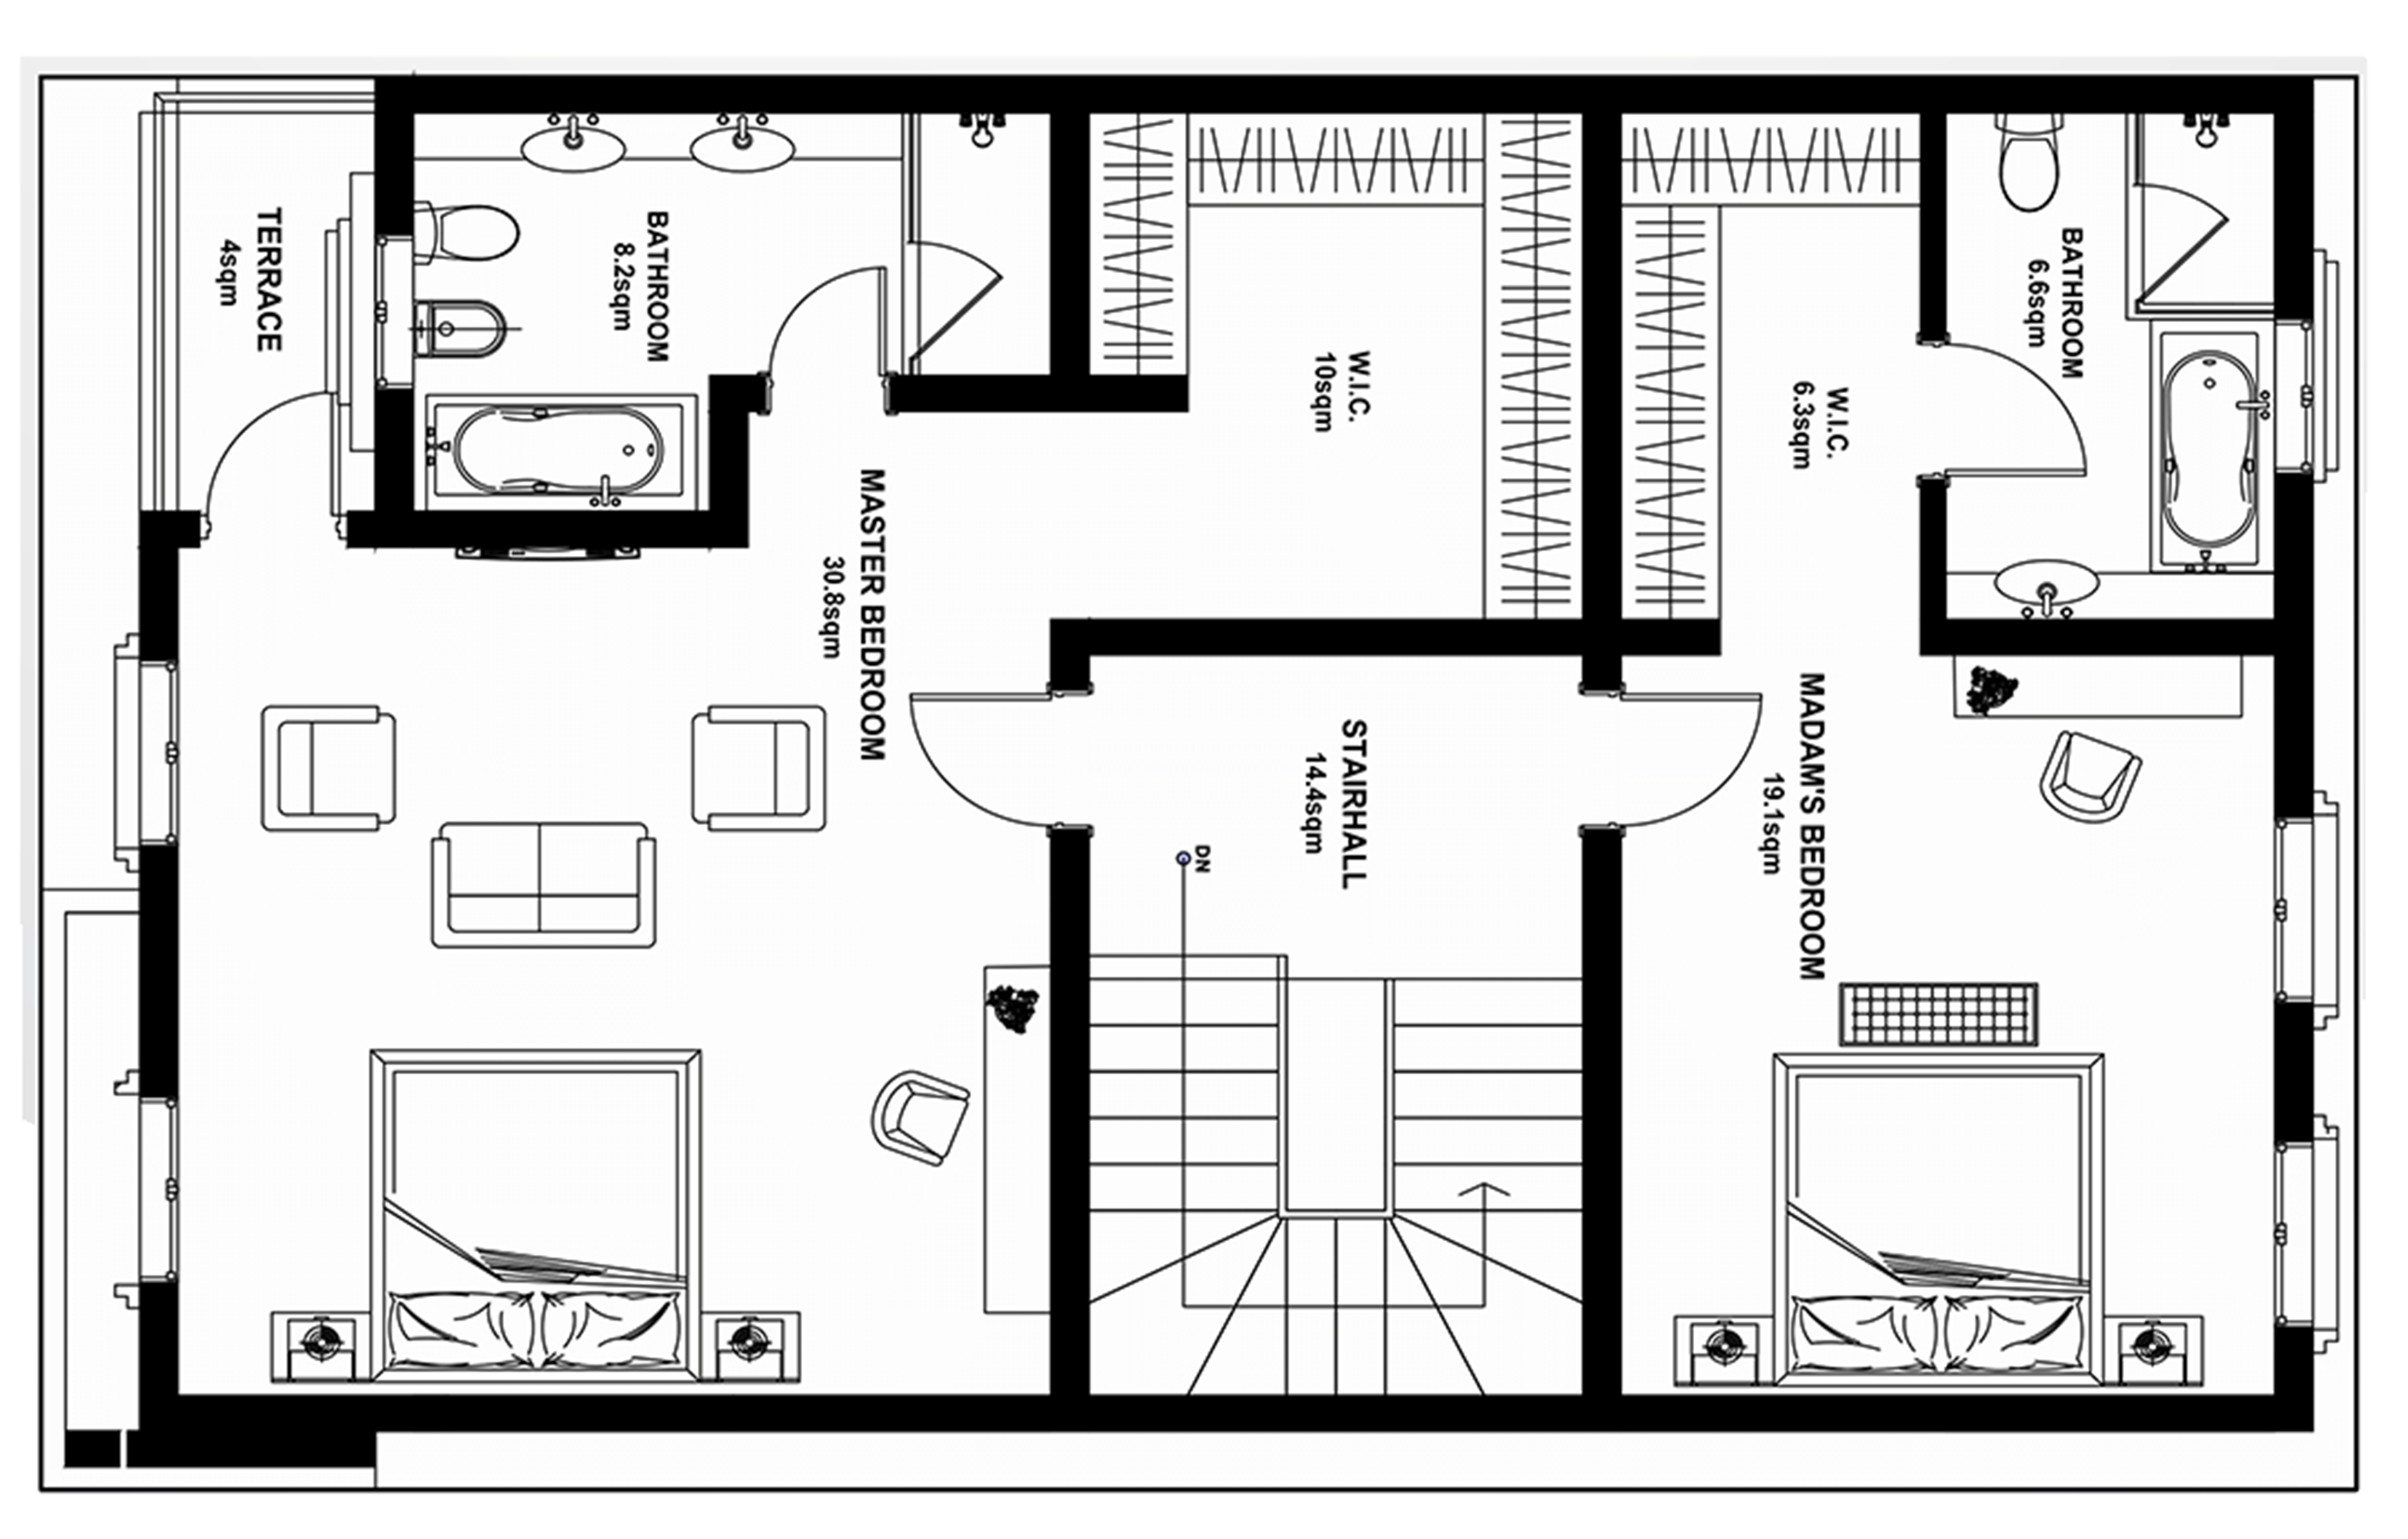 TERRACE
4sqm
BATHROOM
8.2sqm
MASTER BEDROOM
30.8sqm
W.I.C.
10sqm
STAIRHALL
14.4sqm
DN
W.I.C.
6.3sqm
MADAM'S BEDROOM
19.1sqm
BATHROOM
6.6sqm